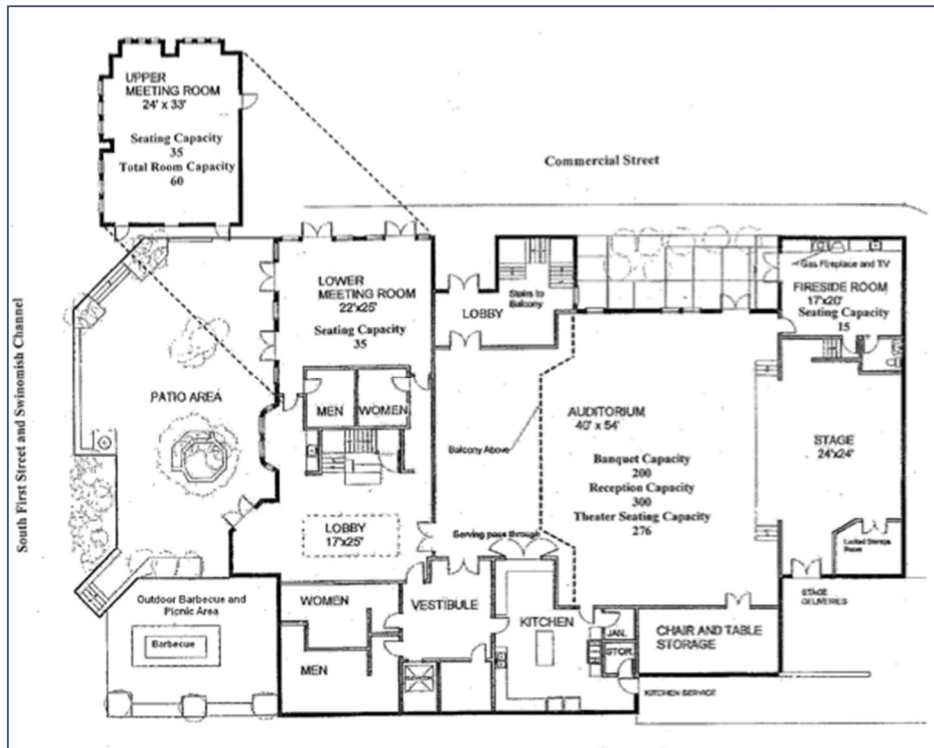 UPPER
MEETING ROOM
24' x 33'
Seating Capacity
35
Total Room Capacity
60
Commercial Street
South First Street and Swinomish Channel
LOWER
MEETING ROOM
22'x25'
Seating Capacity
35
Stairs to
Balcony
LOBBY
Gas Fireplace and TV
FIRESIDE ROOM
17'x20'
Seating Capacity
15
PATIO AREA
MEN
WOMEN
Balcony Above
AUDITORIUM
40' x 54'
Banquet Capacity
200
Reception Capacity
300
Theater Seating Capacity
276
STAGE
24'x24'
Locked Storage
Room
LOBBY
17'x25'
Serving pass through
Outdoor Barbecue and
Picnic Area
Barbecue
WOMEN
MEN
VESTIBULE
KITCHEN
JAN.
STOR.
CHAIR AND TABLE
STORAGE
STAGE
DELIVERIES
KITCHEN SERVICE